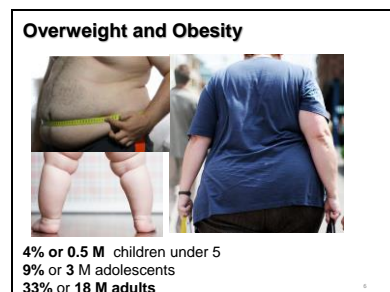 Overweight and Obesity
4% or 0.5 M children under 5
9% or 3 M adolescents
33% or 18 M adults